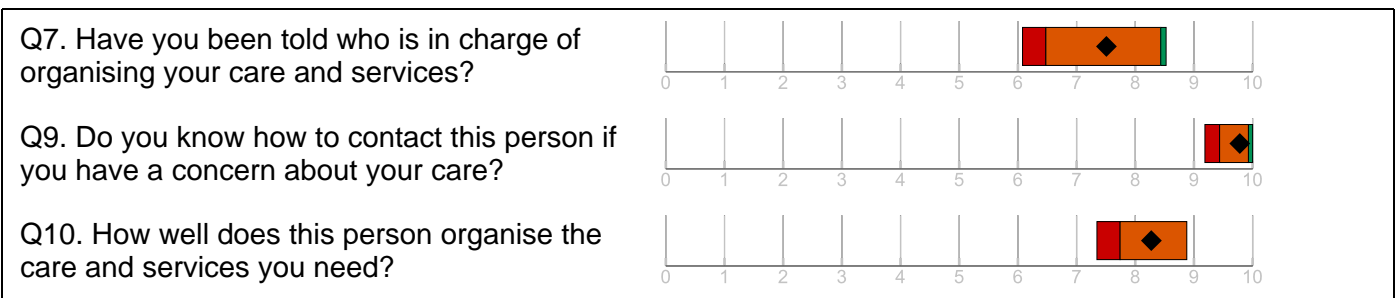 Q7. Have you been told who is in charge of
organising your care and services?
0 1 2 3 4 5 6 7 8 9 10
Q9. Do you know how to contact this person if
you have a concern about your care?
0 1 2 3 4 5 6 7 8 9 10
Q10. How well does this person organise the
care and services you need?
0 1 2 3 4 5 6 7 8 9 10